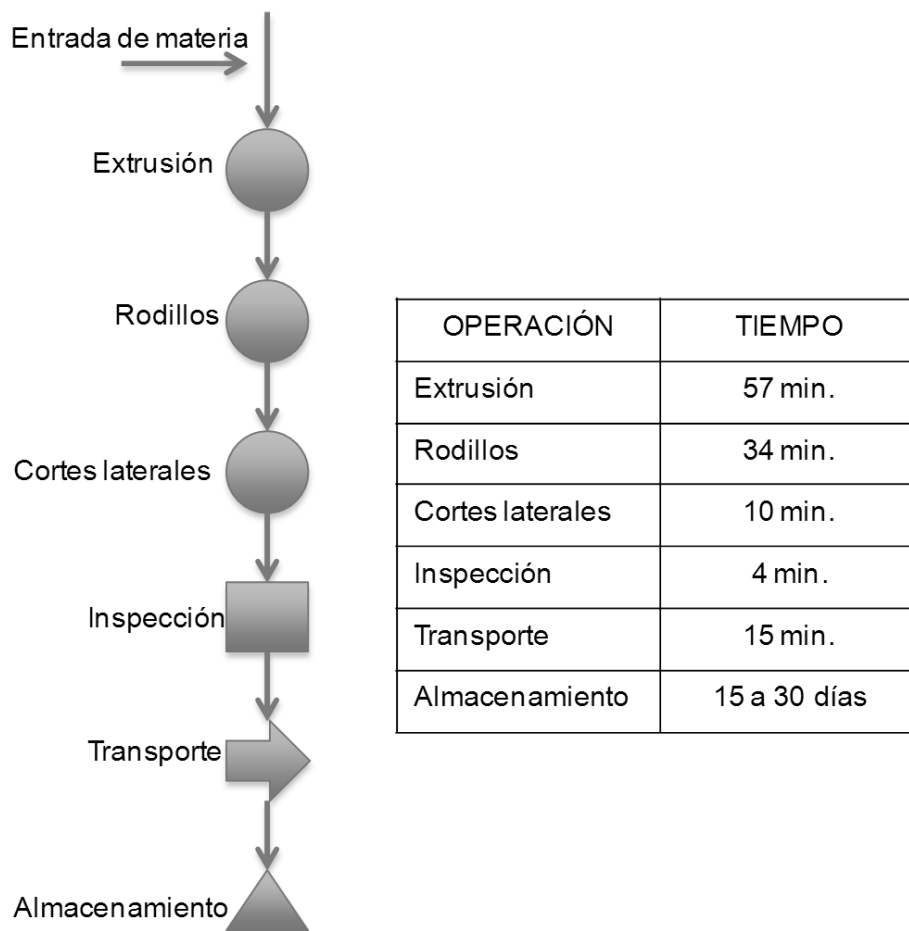 Entrada de materia
Extrusión
Rodillos
Cortes laterales
Inspección
Transporte
Almacenamiento
OPERACIÓN TIEMPO
Extrusión 57 min.
Rodillos 34 min.
Cortes laterales 10 min.
Inspección 4 min.
Transporte 15 min.
Almacenamiento 15 a 30 días